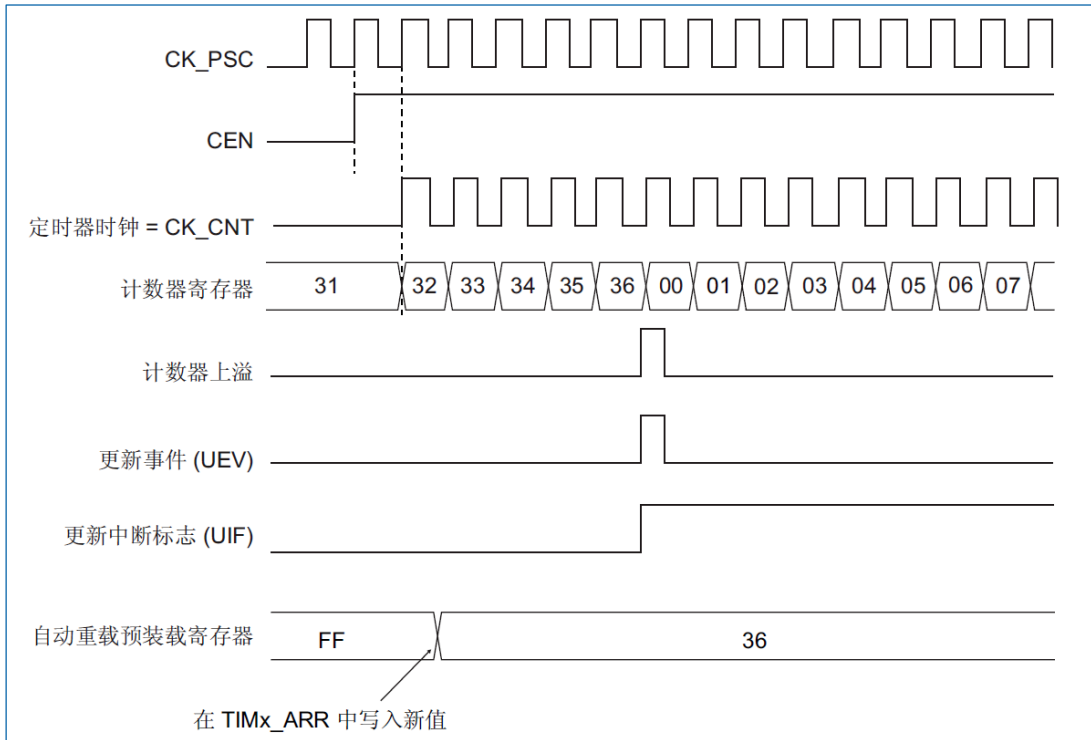 CK_PSC
CEN
定时器时钟 = CK_CNT
计数器寄存器 31 32 33 34 35 36 00 01 02 03 04 05 06 07
计数器上溢
更新事件 (UEV)
更新中断标志 (UIF)
自动重载预装载寄存器 FF 36
在 TIMx_ARR 中写入新值